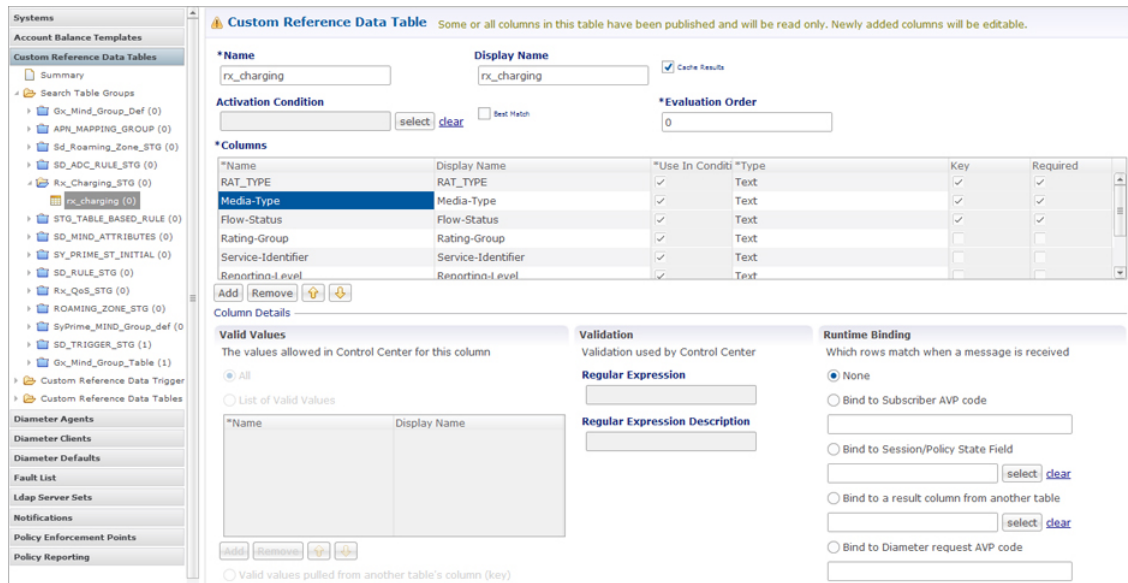 Systems
Account Balance Templates
Custom Reference Data Tables
Summary
Search Table Groups
Gx_Mind_Group_Def (0)
APN_MAPPING_GROUP (0)
Sd_Roaming_Zone_STG (0)
SD_ADC_RULE_STG (0)
Rx_Charging_STG (0)
rx_charging (0)
STG_TABLE_BASED_RULE (0)
SD_MIND_ATTRIBUTES (0)
SY_PRIME_ST_INITIAL (0)
SD_RULE_STG (0)
Rx_QoS_STG (0)
ROAMING_ZONE_STG (0)
SyPrime_MIND_Group_def (0
SD_TRIGGER_STG (1)
Gx_Mind_Group_Table (1)
Custom Reference Data Trigger
Custom Reference Data Tables
Diameter Agents
Diameter Clients
Diameter Defaults
Fault List
Ldap Server Sets
Notifications
Policy Enforcement Points
Policy Reporting
Custom Reference Data Table Some or all columns in this table have been published and will be read only. Newly added columns will be editable.
*Name Display Name
rx_charging rx_charging Cache Results
Activation Condition *Evaluation Order
select clear Best Match 0
*Columns
*Name Display Name *Use In Conditi *Type Key Required
RAT_TYPE RAT_TYPE Text
Media-Type Media-Type Text
Flow-Status Flow-Status Text
Rating-Group Rating-Group Text
Service-Identifier Service-Identifier Text
Reporting-Level Reporting-Level Text
Add Remove
Column Details
Valid Values Validation Runtime Binding
The values allowed in Control Center for this column Validation used by Control Center Which rows match when a message is received
All Regular Expression None
List of Valid Values Bind to Subscriber AVP code
*Name Display Name Regular Expression Description
Bind to Session/Policy State Field
select clear
Bind to a result column from another table
select clear
Add Remove Bind to Diameter request AVP code
Valid values pulled from another table's column (key)